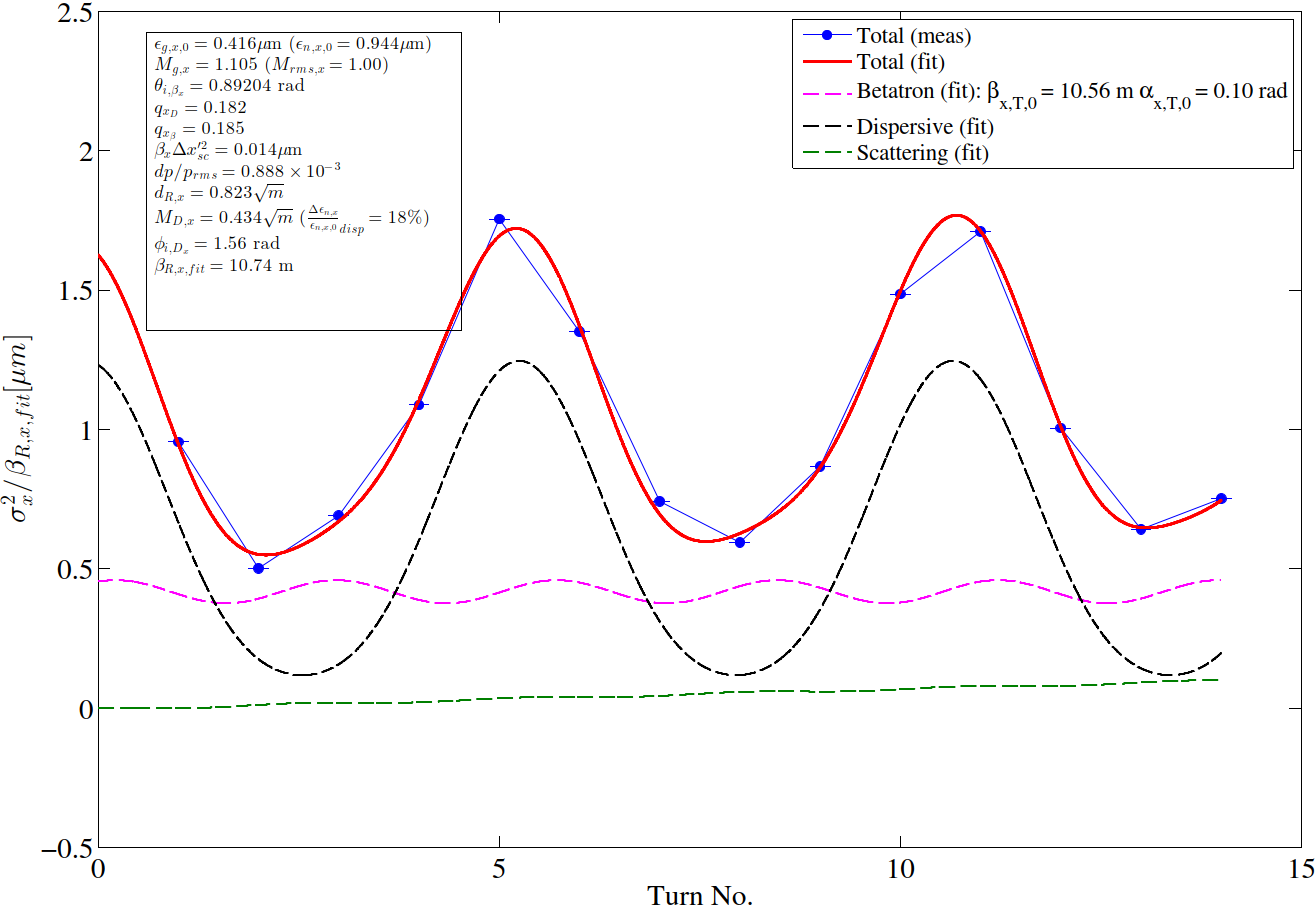 ϵ_{g,x,0} = 0.416μm (ϵ_{n,x,0} = 0.944μm)
M_{g,x} = 1.105 (M_{rms,x} = 1.00)
θ_{i,β_x} = 0.89204 rad
q_{x_D} = 0.182
q_{x_β} = 0.185
β_xΔx′²_{sc} = 0.014μm
dp/p_{rms} = 0.888 × 10⁻³
d_{R,x} = 0.823√m
M_{D,x} = 0.434√m (Δϵ_{n,x}/ϵ_{n,x,0 disp} = 18%)
ϕ_{i,D_x} = 1.56 rad
β_{R,x,fit} = 10.74 m
Total (meas)
Total (fit)
Betatron (fit): β_{x,T,0} = 10.56 m α_{x,T,0} = 0.10 rad
Dispersive (fit)
Scattering (fit)
2.5
2
1.5
1
0.5
0
−0.5
σ²_x/β_{R,x,fit}[μm]
0 5 10 15
Turn No.